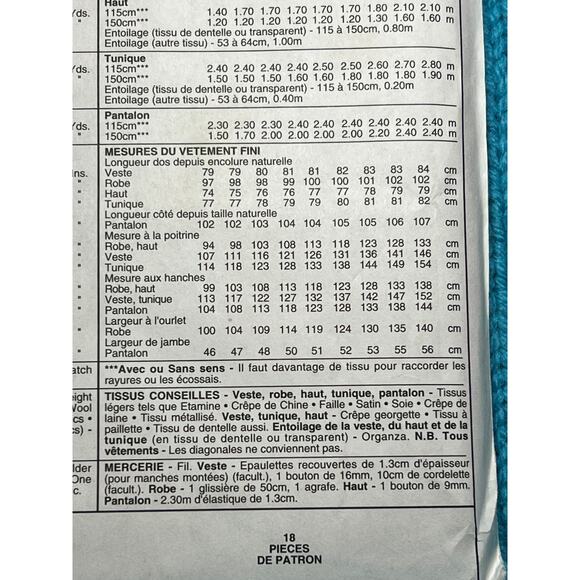 Haut
Yds. 115cm*** 1.40 1.70 1.70 1.70 1.70 1.70 1.80 2.10 2.10 m
" 150cm*** 1.20 1.20 1.20 1.20 1.20 1.20 1.30 1.60 1.60 m
Entoilage (tissu de dentelle ou transparent) - 115 à 150cm, 0.80m
Entoilage (autre tissu) - 53 à 64cm, 1.00m
Tunique
Yds. 115cm*** 2.40 2.40 2.40 2.40 2.50 2.50 2.60 2.70 2.80 m
" 150cm*** 1.50 1.50 1.50 1.60 1.60 1.80 1.80 1.80 1.90 m
Entoilage (tissu de dentelle ou transparent) - 115 à 150cm, 0.20m
Entoilage (autre tissu) - 53 à 64cm, 0.40m
Pantalon
Yds. 115cm*** 2.30 2.30 2.30 2.40 2.40 2.40 2.40 2.40 2.40 m
" 150cm*** 1.50 1.70 2.00 2.00 2.00 2.20 2.40 2.40 m
MESURES DU VETEMENT FINI
Longueur dos depuis encolure naturelle
ins. Veste 79 79 80 81 81 82 83 83 84 cm
" Robe 97 98 98 99 100 100 101 102 102 cm
" Haut 74 75 76 76 77 77 78 79 79 cm
" Tunique 77 77 78 79 79 80 81 81 82 cm
Longueur côté depuis taille naturelle
" Pantalon 102 102 103 104 104 105 105 106 107 cm
Mesure à la poitrine
" Robe, haut 94 98 103 108 113 118 123 128 133 cm
" Veste 107 111 116 121 126 131 136 141 146 cm
" Tunique 114 118 123 128 133 138 144 149 154 cm
Mesure aux hanches
" Robe, haut 99 103 108 113 118 123 128 133 138 cm
" Veste, tunique 113 117 122 127 132 137 142 147 152 cm
" Pantalon 104 108 113 118 123 128 133 138 144 cm
Largeur à l'ourlet
" Robe 100 104 109 114 119 124 130 135 140 cm
Largeur de jambe
" Pantalon 46 47 48 50 51 52 53 55 56 cm
atch ***Avec ou Sans sens - Il faut davantage de tissu pour raccorder les
rayures ou les écossais.
eight TISSUS CONSEILLES - Veste, robe, haut, tunique, pantalon - Tissus
Wool légers tels que Etamine • Crêpe de Chine • Faille • Satin • Soie • Crêpe de
cs • laine • Tissu métalisé. Veste, tunique, haut - Crêpe georgette • Tissu à
cs) - paillette • Tissu de dentelle aussi. Entoilage de la veste, du haut et de la
tunique (en tissu de dentelle ou transparent) - Organza. N.B. Tous
vêtements - Les diagonales ne conviennent pas.
lder MERCERIE - Fil. Veste - Epaulettes recouvertes de 1.3cm d'épaisseur
One (pour manches montées) (facult.), 1 bouton de 16mm, 10cm de cordelette
c. (facult.). Robe - 1 glissière de 50cm, 1 agrafe. Haut - 1 bouton de 9mm.
Pantalon - 2.30m d'élastique de 1.3cm.
18
PIECES
DE PATRON